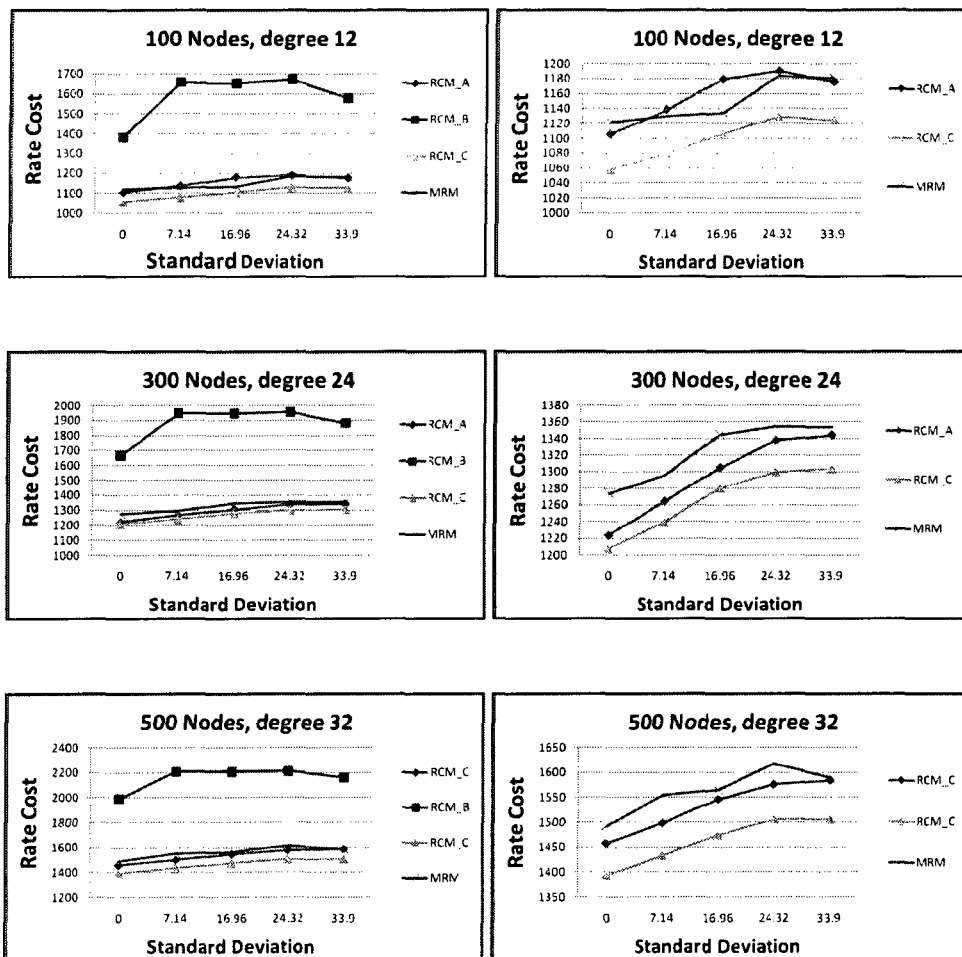 100 Nodes, degree 12
Rate Cost
1700
1600
1500
1400
1300
1200
1100
1000
0 7.14 16.96 24.32 33.9
Standard Deviation
RCM_A
RCM_B
RCM_C
MRM
100 Nodes, degree 12
Rate Cost
1200
1180
1160
1140
1120
1100
1080
1060
1040
1020
1000
0 7.14 16.96 24.32 33.9
Standard Deviation
RCM_A
RCM_C
MRM
300 Nodes, degree 24
Rate Cost
2000
1900
1800
1700
1600
1500
1400
1300
1200
1100
1000
0 7.14 16.96 24.32 33.9
Standard Deviation
RCM_A
RCM_B
RCM_C
MRM
300 Nodes, degree 24
Rate Cost
1380
1360
1340
1320
1300
1280
1260
1240
1220
1200
0 7.14 16.96 24.32 33.9
Standard Deviation
RCM_A
RCM_C
MRM
500 Nodes, degree 32
Rate Cost
2400
2200
2000
1800
1600
1400
1200
0 7.14 16.96 24.32 33.9
Standard Deviation
RCM_C
RCM_B
RCM_C
MRM
500 Nodes, degree 32
Rate Cost
1650
1600
1550
1500
1450
1400
1350
0 7.14 16.96 24.32 33.9
Standard Deviation
RCM_C
RCM_C
MRM